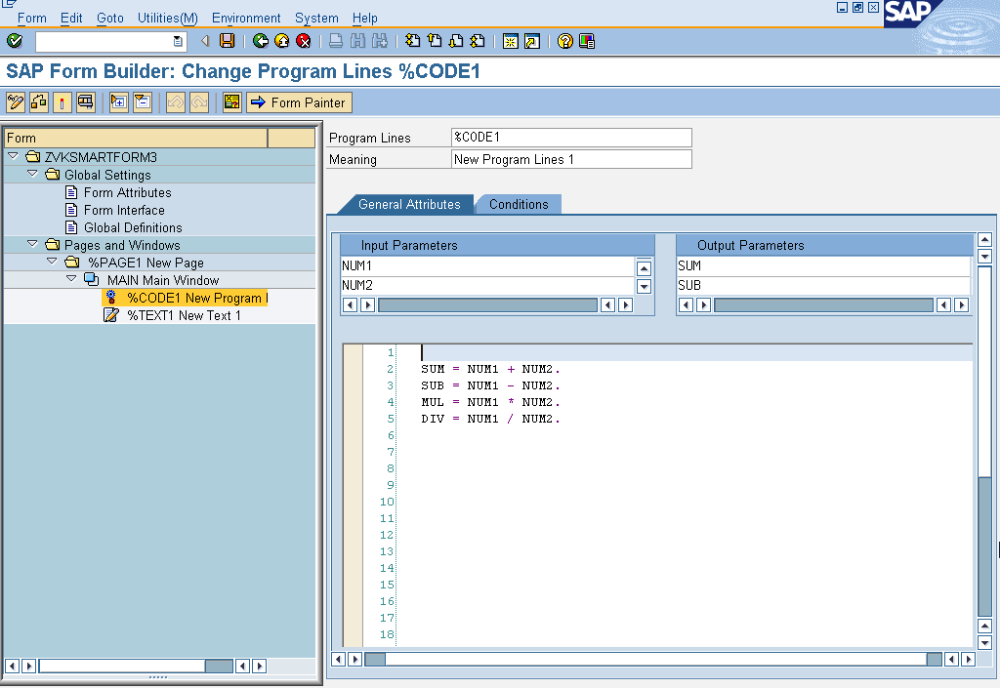 Form Edit Goto Utilities(M) Environment System Help
SAP
SAP Form Builder: Change Program Lines %CODE1
Form Painter
Form
ZVKSMARTFORM3
Global Settings
Form Attributes
Form Interface
Global Definitions
Pages and Windows
%PAGE1 New Page
MAIN Main Window
%CODE1 New Program
%TEXT1 New Text 1
Program Lines %CODE1
Meaning New Program Lines 1
General Attributes Conditions
Input Parameters Output Parameters
NUM1 SUM
NUM2 SUB
1
2 SUM = NUM1 + NUM2.
3 SUB = NUM1 - NUM2.
4 MUL = NUM1 * NUM2.
5 DIV = NUM1 / NUM2.
6
7
8
9
10
11
12
13
14
15
16
17
18